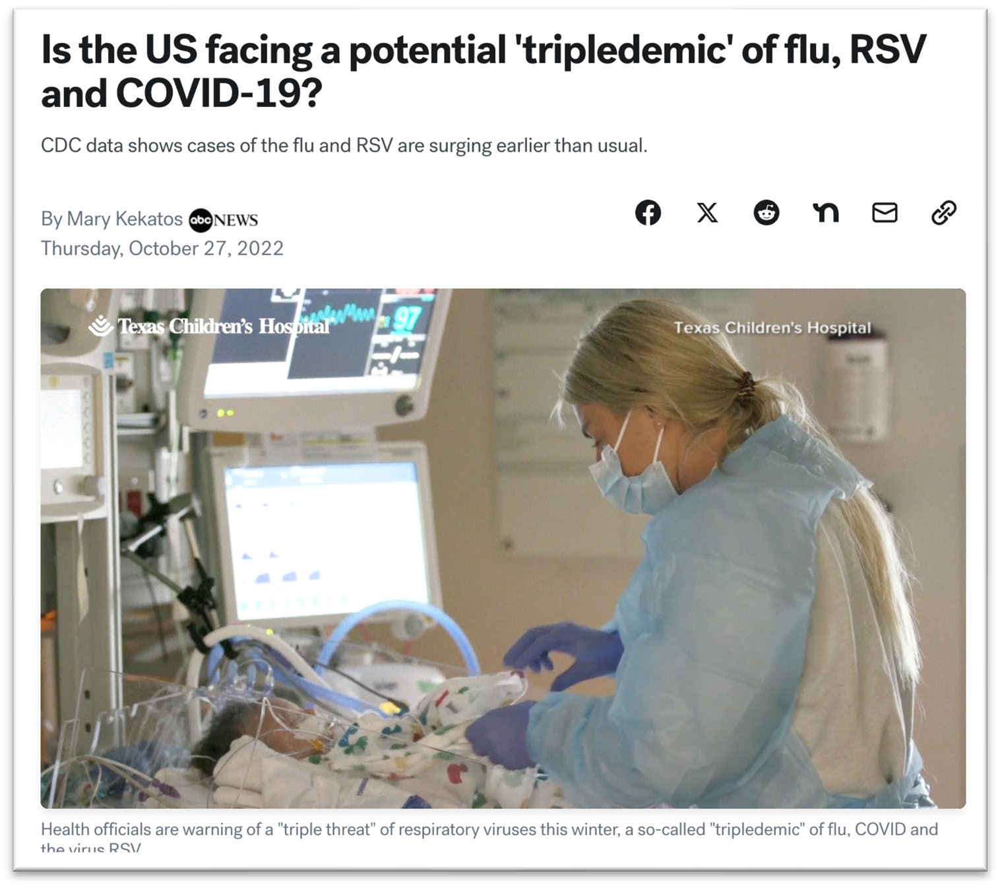 Is the US facing a potential 'tripledemic' of flu, RSV
and COVID-19?
CDC data shows cases of the flu and RSV are surging earlier than usual.
By Mary Kekatos abc NEWS
Thursday, October 27, 2022
Texas Children's Hospital
97
Texas Children's Hospital
Health officials are warning of a "triple threat" of respiratory viruses this winter, a so-called "tripledemic" of flu, COVID and
the virus RSV